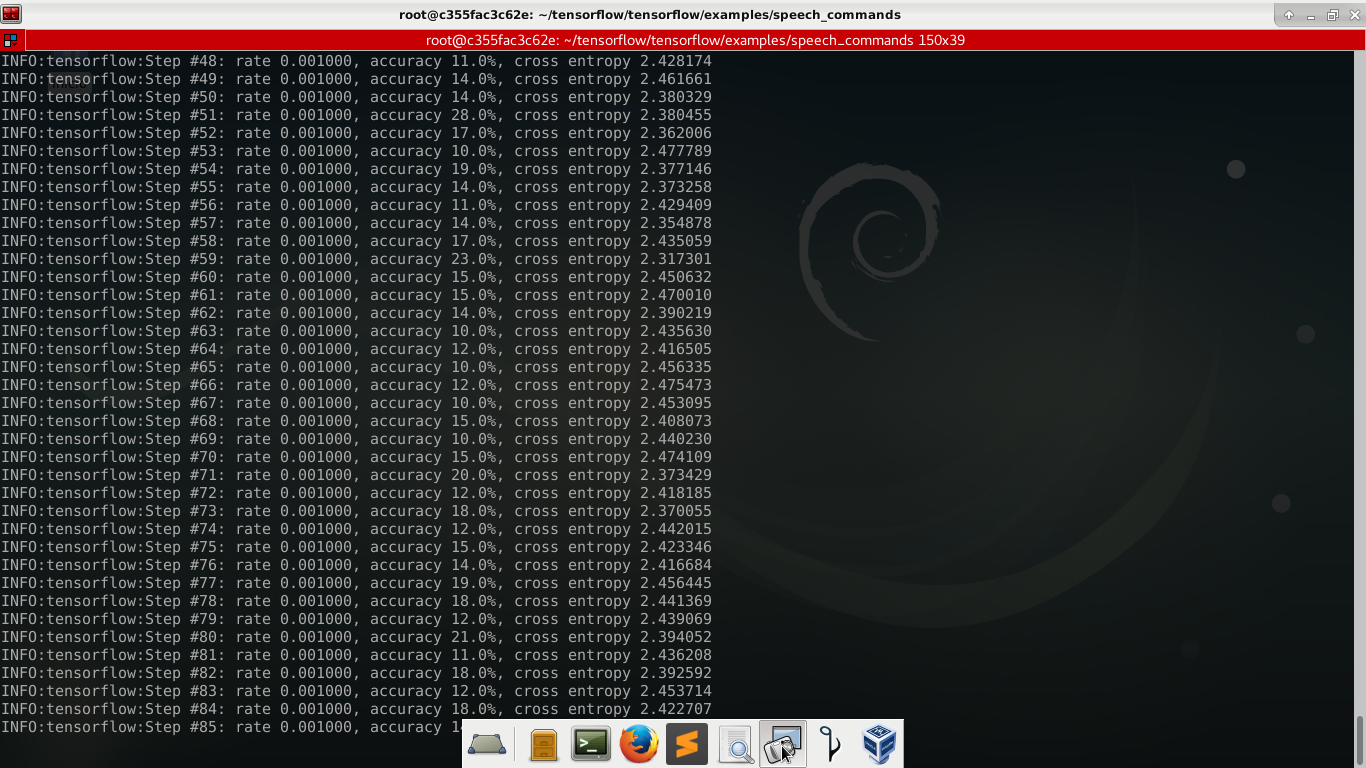 root@c355fac3c62e: ~/tensorflow/tensorflow/examples/speech_commands
root@c355fac3c62e: ~/tensorflow/tensorflow/examples/speech_commands 150x39
INFO:tensorflow:Step #48: rate 0.001000, accuracy 11.0%, cross entropy 2.428174
INFO:tensorflow:Step #49: rate 0.001000, accuracy 14.0%, cross entropy 2.461661
INFO:tensorflow:Step #50: rate 0.001000, accuracy 14.0%, cross entropy 2.380329
INFO:tensorflow:Step #51: rate 0.001000, accuracy 28.0%, cross entropy 2.380455
INFO:tensorflow:Step #52: rate 0.001000, accuracy 17.0%, cross entropy 2.362006
INFO:tensorflow:Step #53: rate 0.001000, accuracy 10.0%, cross entropy 2.477789
INFO:tensorflow:Step #54: rate 0.001000, accuracy 19.0%, cross entropy 2.377146
INFO:tensorflow:Step #55: rate 0.001000, accuracy 14.0%, cross entropy 2.373258
INFO:tensorflow:Step #56: rate 0.001000, accuracy 11.0%, cross entropy 2.429409
INFO:tensorflow:Step #57: rate 0.001000, accuracy 14.0%, cross entropy 2.354878
INFO:tensorflow:Step #58: rate 0.001000, accuracy 17.0%, cross entropy 2.435059
INFO:tensorflow:Step #59: rate 0.001000, accuracy 23.0%, cross entropy 2.317301
INFO:tensorflow:Step #60: rate 0.001000, accuracy 15.0%, cross entropy 2.450632
INFO:tensorflow:Step #61: rate 0.001000, accuracy 15.0%, cross entropy 2.470010
INFO:tensorflow:Step #62: rate 0.001000, accuracy 14.0%, cross entropy 2.390219
INFO:tensorflow:Step #63: rate 0.001000, accuracy 10.0%, cross entropy 2.435630
INFO:tensorflow:Step #64: rate 0.001000, accuracy 12.0%, cross entropy 2.416505
INFO:tensorflow:Step #65: rate 0.001000, accuracy 10.0%, cross entropy 2.456335
INFO:tensorflow:Step #66: rate 0.001000, accuracy 12.0%, cross entropy 2.475473
INFO:tensorflow:Step #67: rate 0.001000, accuracy 10.0%, cross entropy 2.453095
INFO:tensorflow:Step #68: rate 0.001000, accuracy 15.0%, cross entropy 2.408073
INFO:tensorflow:Step #69: rate 0.001000, accuracy 10.0%, cross entropy 2.440230
INFO:tensorflow:Step #70: rate 0.001000, accuracy 15.0%, cross entropy 2.474109
INFO:tensorflow:Step #71: rate 0.001000, accuracy 20.0%, cross entropy 2.373429
INFO:tensorflow:Step #72: rate 0.001000, accuracy 12.0%, cross entropy 2.418185
INFO:tensorflow:Step #73: rate 0.001000, accuracy 18.0%, cross entropy 2.370055
INFO:tensorflow:Step #74: rate 0.001000, accuracy 12.0%, cross entropy 2.442015
INFO:tensorflow:Step #75: rate 0.001000, accuracy 15.0%, cross entropy 2.423346
INFO:tensorflow:Step #76: rate 0.001000, accuracy 14.0%, cross entropy 2.416684
INFO:tensorflow:Step #77: rate 0.001000, accuracy 19.0%, cross entropy 2.456445
INFO:tensorflow:Step #78: rate 0.001000, accuracy 18.0%, cross entropy 2.441369
INFO:tensorflow:Step #79: rate 0.001000, accuracy 12.0%, cross entropy 2.439069
INFO:tensorflow:Step #80: rate 0.001000, accuracy 21.0%, cross entropy 2.394052
INFO:tensorflow:Step #81: rate 0.001000, accuracy 11.0%, cross entropy 2.436208
INFO:tensorflow:Step #82: rate 0.001000, accuracy 18.0%, cross entropy 2.392592
INFO:tensorflow:Step #83: rate 0.001000, accuracy 12.0%, cross entropy 2.453714
INFO:tensorflow:Step #84: rate 0.001000, accuracy 18.0%, cross entropy 2.422707
INFO:tensorflow:Step #85: rate 0.001000, accuracy